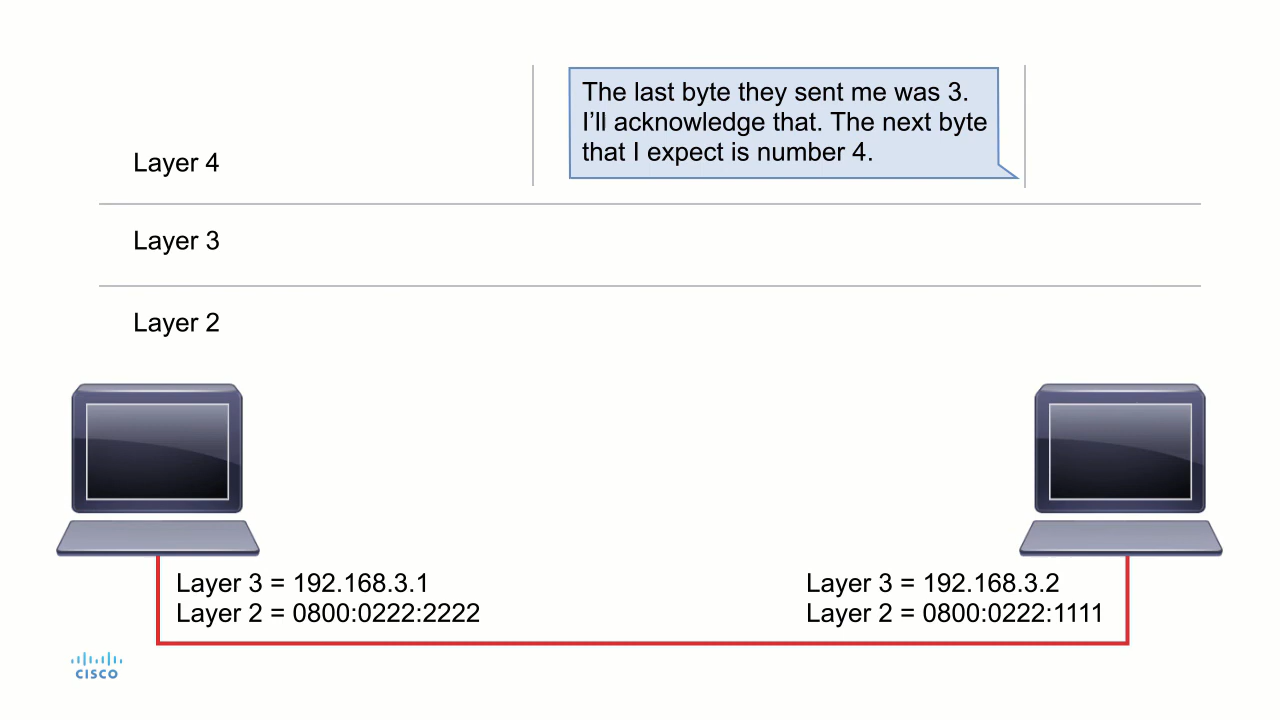 The last byte they sent me was 3.
I’ll acknowledge that. The next byte
that I expect is number 4.
Layer 4
Layer 3
Layer 2
Layer 3 = 192.168.3.1
Layer 2 = 0800:0222:2222
Layer 3 = 192.168.3.2
Layer 2 = 0800:0222:1111
CISCO